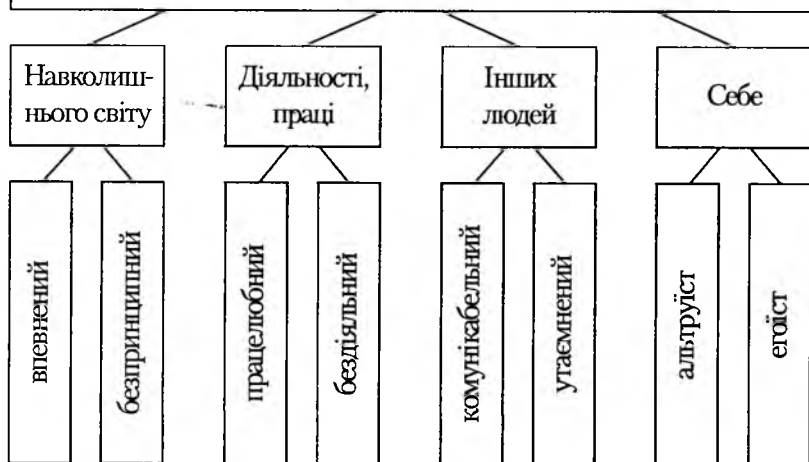 Навколиш-
нього світу
Діяльності,
праці
Інших
людей
Себе
впевнений
безпринципний
працелюбний
бездіяльний
комунікабельний
утаємнений
альтруїст
егоїст